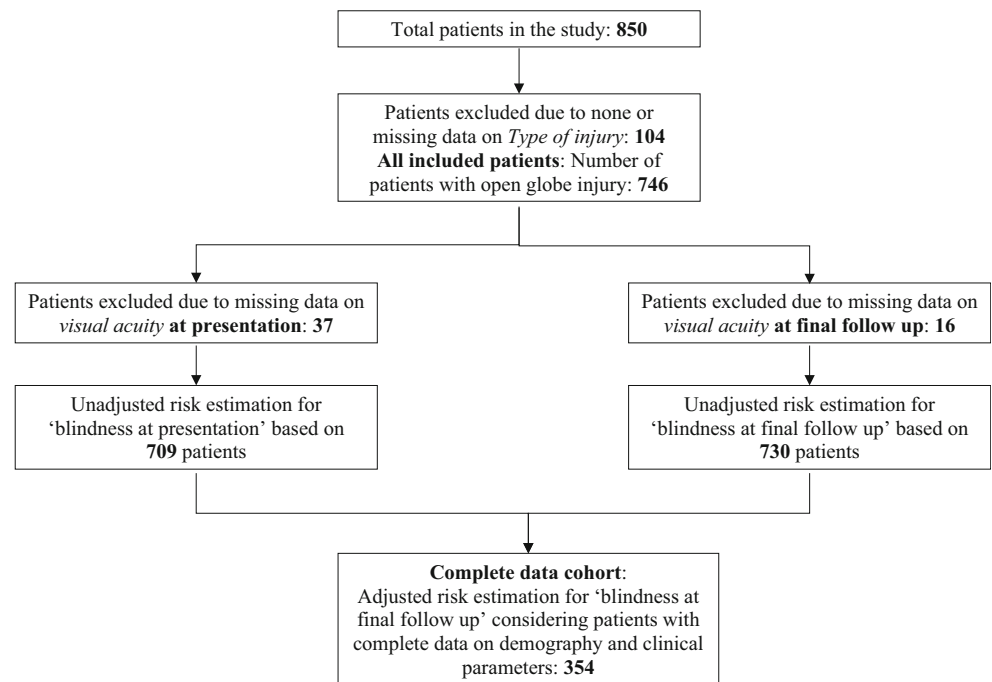 Total patients in the study: 850
Patients excluded due to none or
missing data on Type of injury: 104
All included patients: Number of
patients with open globe injury: 746
Patients excluded due to missing data on
visual acuity at presentation: 37
Patients excluded due to missing data on
visual acuity at final follow up: 16
Unadjusted risk estimation for
‘blindness at presentation’ based on
709 patients
Unadjusted risk estimation for
‘blindness at final follow up’ based on
730 patients
Complete data cohort:
Adjusted risk estimation for ‘blindness at
final follow up’ considering patients with
complete data on demography and clinical
parameters: 354